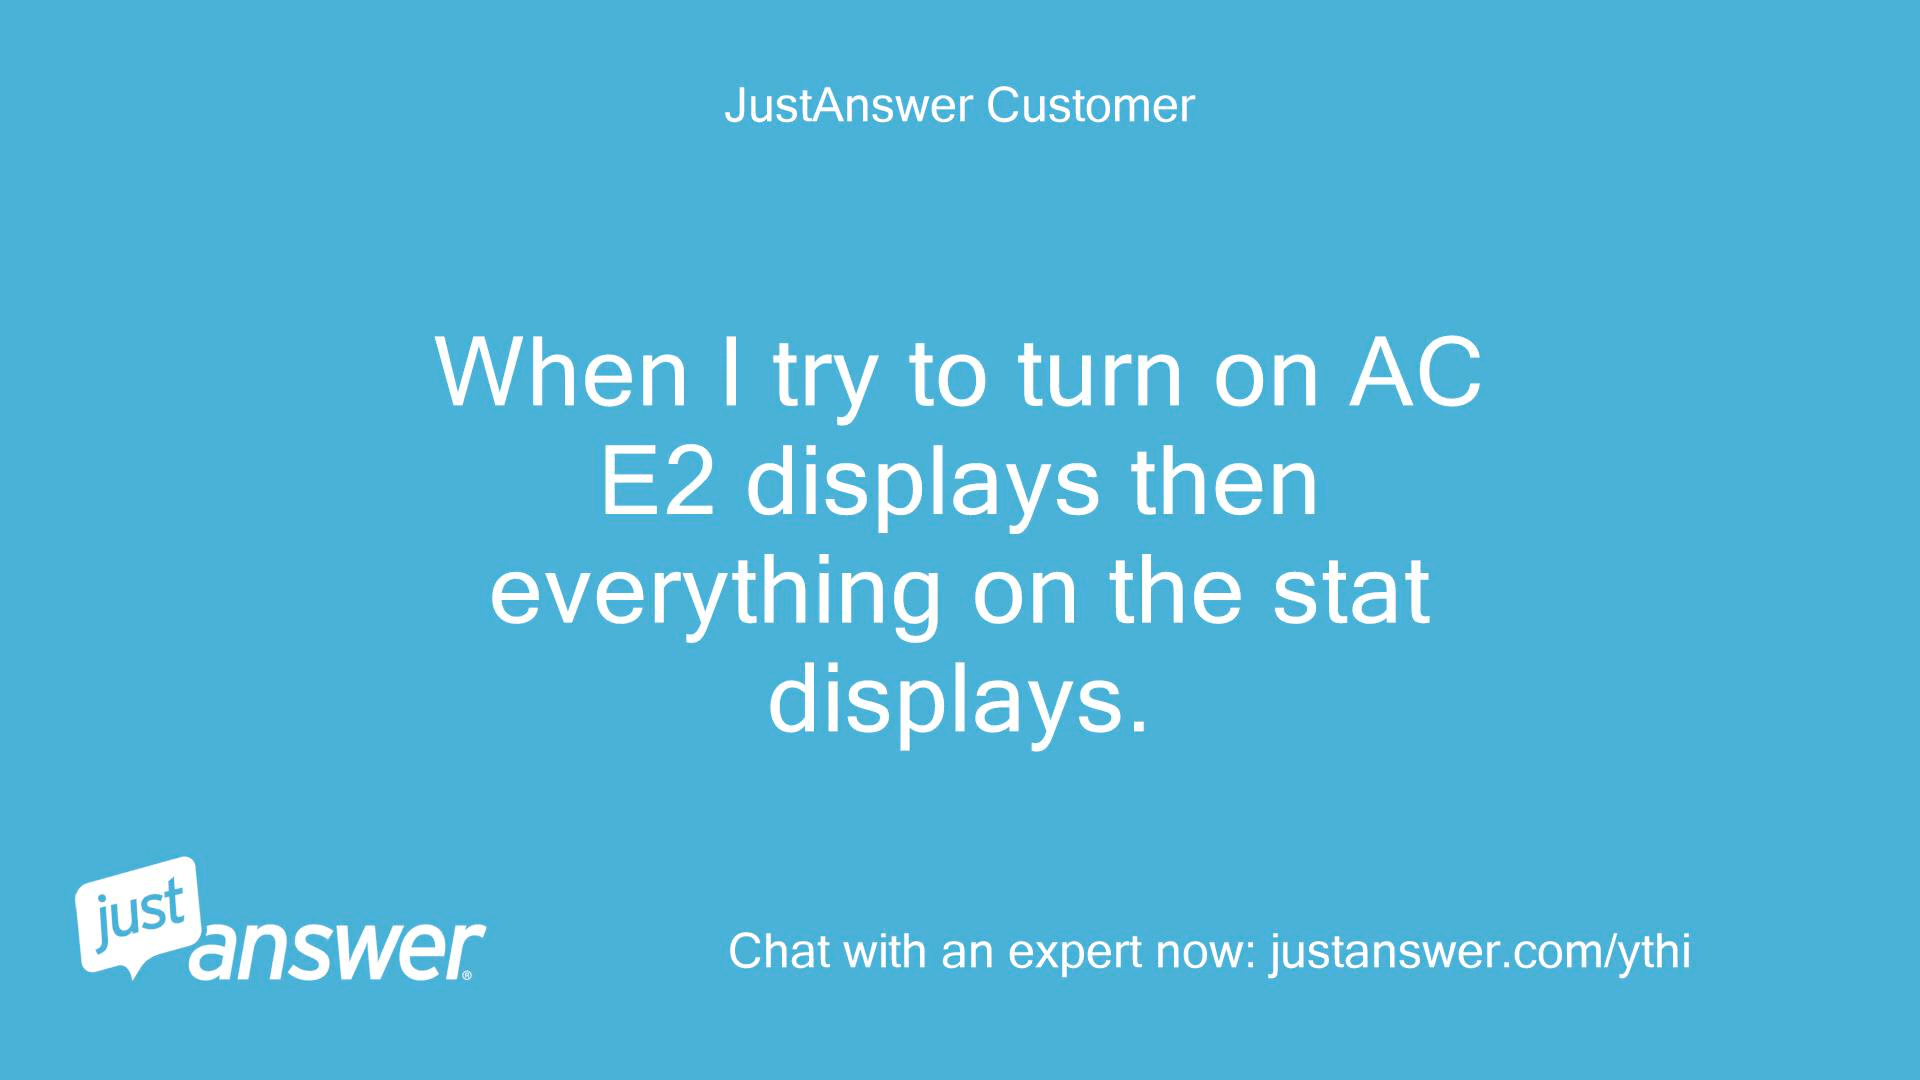 JustAnswer Customer
When I try to turn on AC
E2 displays then
everything on the stat
displays.
just
answer®
Chat with an expert now: justanswer.com/ythi